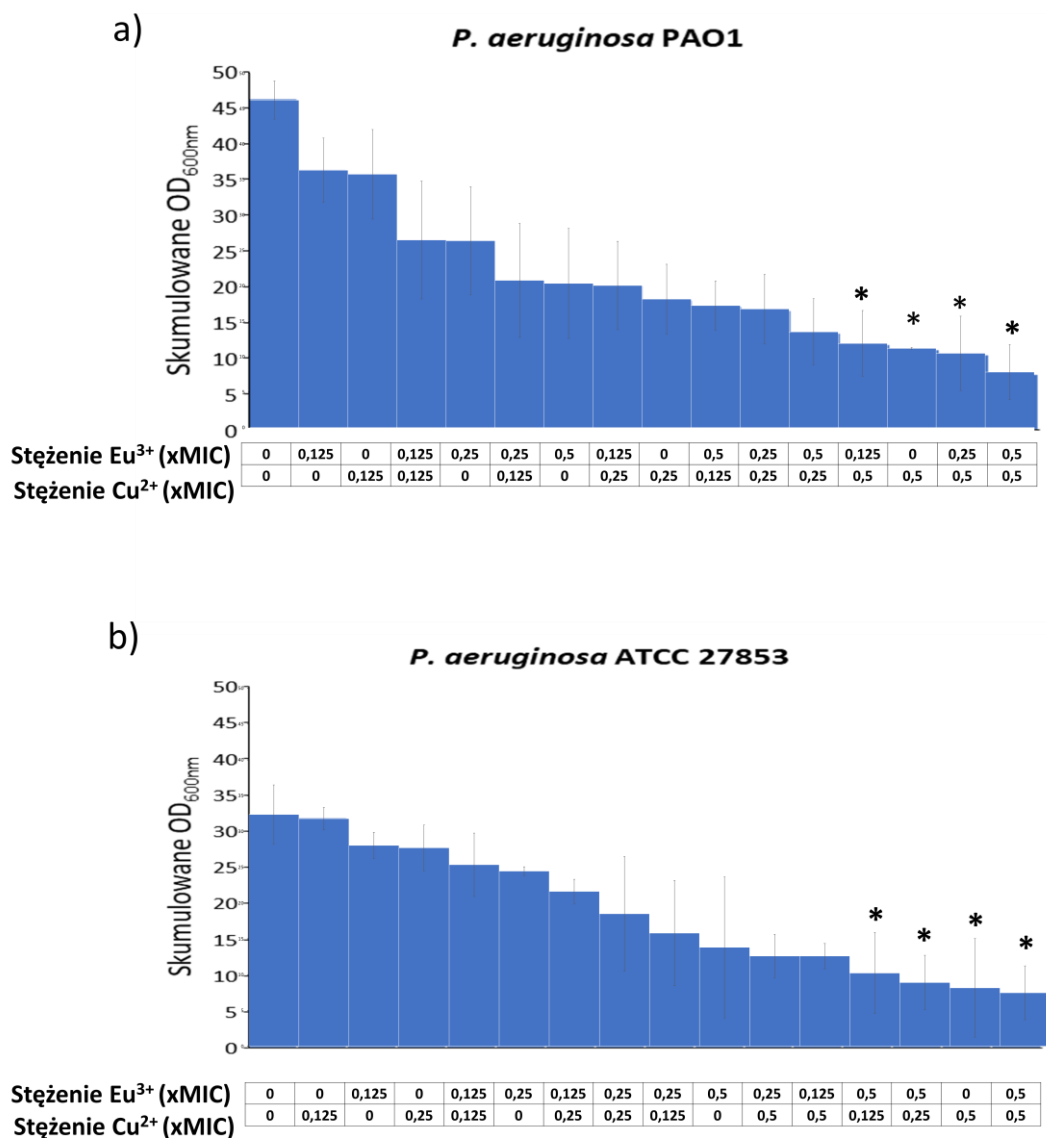 a)
P. aeruginosa PAO1
50
45
40
35
30
25
20
15
10
5
0
Skumulowane OD600nm
* * * *
Stężenie Eu³⁺ (xMIC) 0 0,125 0 0,125 0,25 0,25 0,5 0,125 0 0,5 0,25 0,5 0,125 0 0,25 0,5
Stężenie Cu²⁺ (xMIC) 0 0 0,125 0,125 0 0,125 0 0,25 0,25 0,125 0,25 0,25 0,5 0,5 0,5 0,5
b)
P. aeruginosa ATCC 27853
50
45
40
35
30
25
20
15
10
5
0
Skumulowane OD600nm
* * * *
Stężenie Eu³⁺ (xMIC) 0 0 0,125 0 0,125 0,25 0,125 0,25 0,25 0,5 0,25 0,125 0,5 0,5 0 0,5
Stężenie Cu²⁺ (xMIC) 0 0,125 0 0,25 0,125 0 0,25 0,25 0,125 0 0,5 0,5 0,125 0,25 0,5 0,5